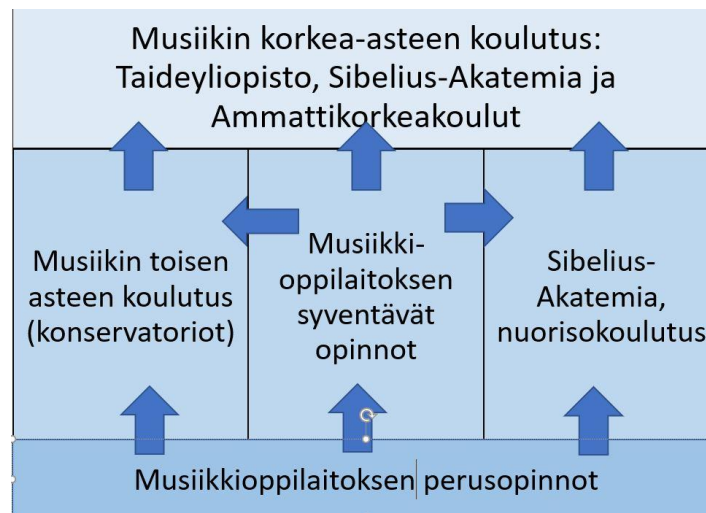 Musiikin korkea-asteen koulutus:
Taideyliopisto, Sibelius-Akatemia ja
Ammattikorkeakoulut
Musiikin toisen
asteen koulutus
(konservatoriot)
Musiikki-
oppilaitoksen
syventävät
opinnot
Sibelius-
Akatemia,
nuorisokoulutus
Musiikkioppilaitoksen perusopinnot